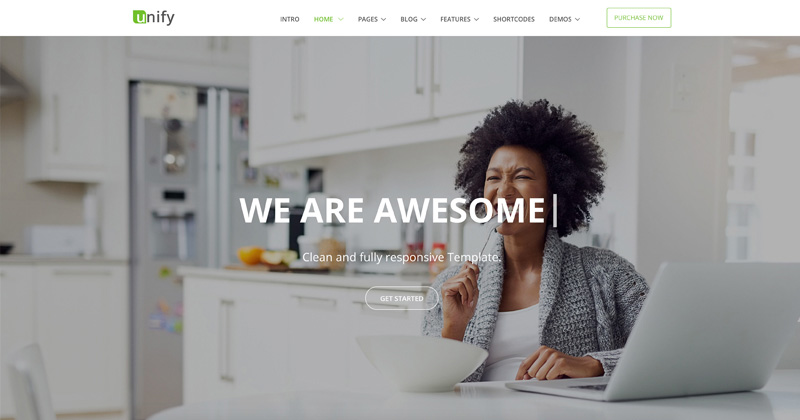 unify
INTRO HOME PAGES BLOG FEATURES SHORTCODES DEMOS PURCHASE NOW
WE ARE AWESOME|
Clean and fully responsive Template.
GET STARTED